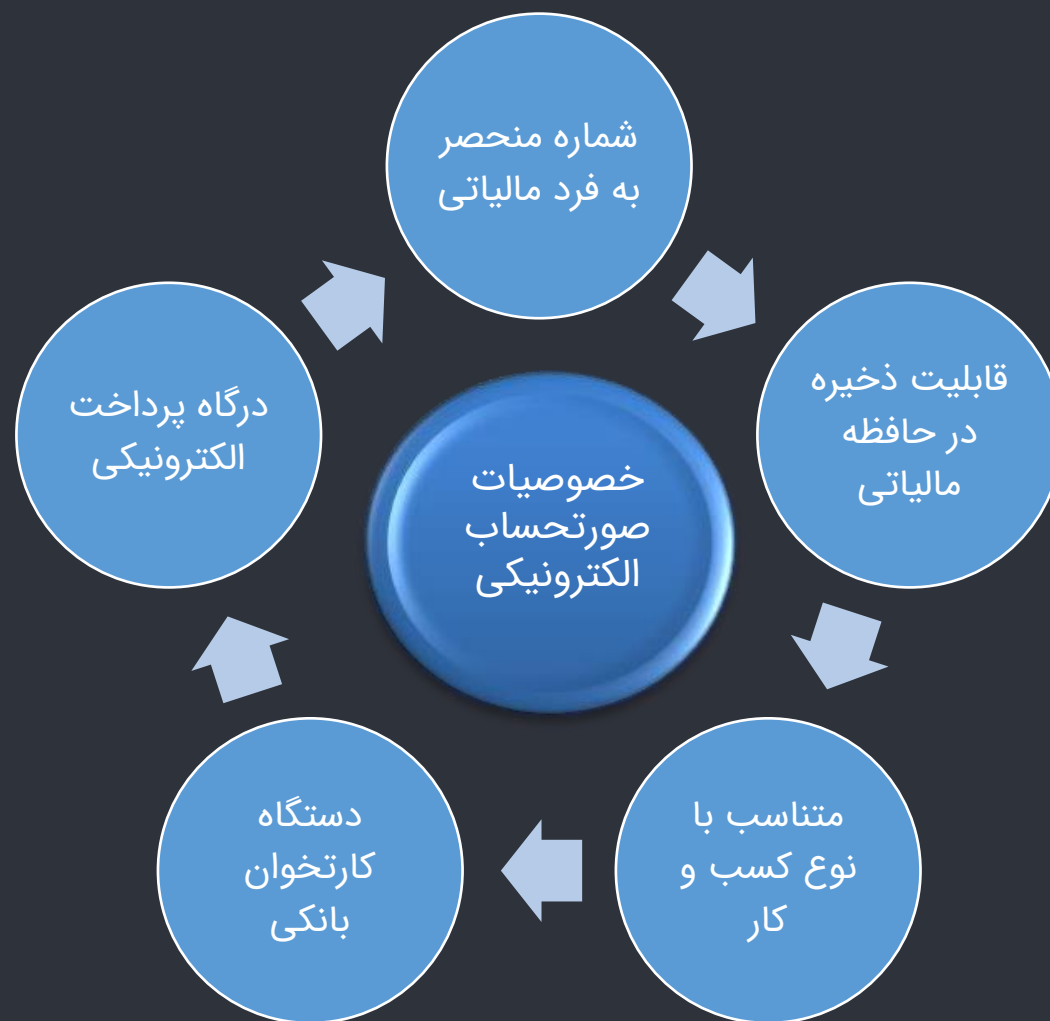 شماره منحصر
به فرد مالیاتی
قابلیت ذخیره
در حافظه
مالیاتی
متناسب با
نوع کسب و
کار
دستگاه
کارتخوان
بانکی
درگاه پرداخت
الکترونیکی
خصوصیات
صورتحساب
الکترونیکی